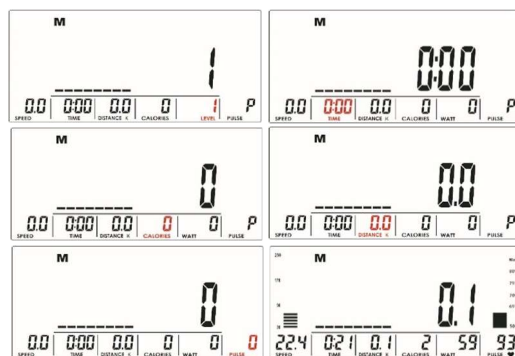 M
1
0.0 0:00 0.0 0 1 P
SPEED TIME DISTANCE K CALORIES LEVEL PULSE
M
0:00
0.0 0:00 0.0 0 0 P
SPEED TIME DISTANCE K CALORIES WATT PULSE
M
0
0.0 0:00 0.0 0 0 P
SPEED TIME DISTANCE K CALORIES WATT PULSE
M
0.0
0.0 0:00 0.0 0 0 P
SPEED TIME DISTANCE K CALORIES WATT PULSE
M
0
0.0 0:00 0.0 0 0 0
SPEED TIME DISTANCE K CALORIES WATT PULSE
M
0.1
22.4 0:21 0.1 2 59 93
SPEED TIME DISTANCE K CALORIES WATT PULSE